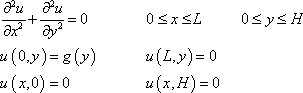 ∂²u/∂x² + ∂²u/∂y² = 0    0 ≤ x ≤ L    0 ≤ y ≤ H
u(0,y) = g(y)    u(L,y) = 0
u(x,0) = 0    u(x,H) = 0